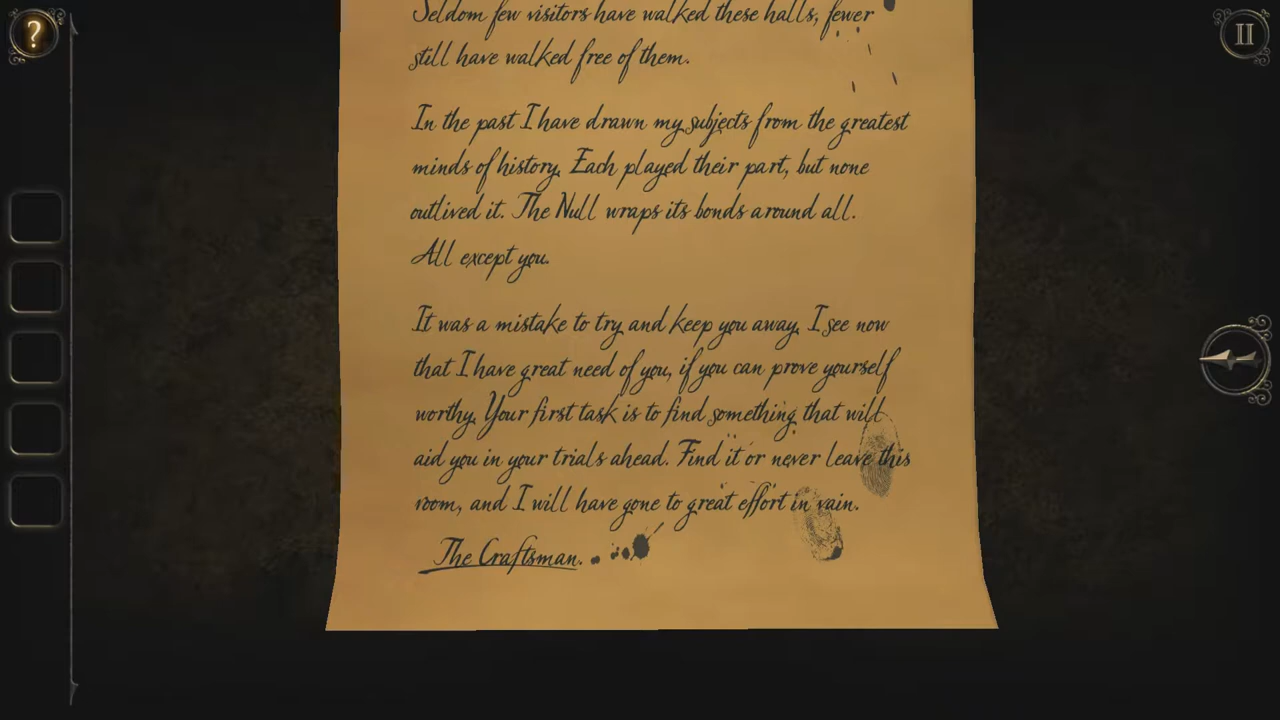 ?
II
Seldom few visitors have walked these halls, fewer
still have walked free of them.
In the past I have drawn my subjects from the greatest
minds of history. Each played their part, but none
outlived it. The Null wraps its bonds around all.
All except you.
It was a mistake to try and keep you away. I see now
that I have great need of you, if you can prove yourself
worthy. Your first task is to find something that will
aid you in your trials ahead. Find it or never leave this
room, and I will have gone to great effort in vain.
The Craftsman.